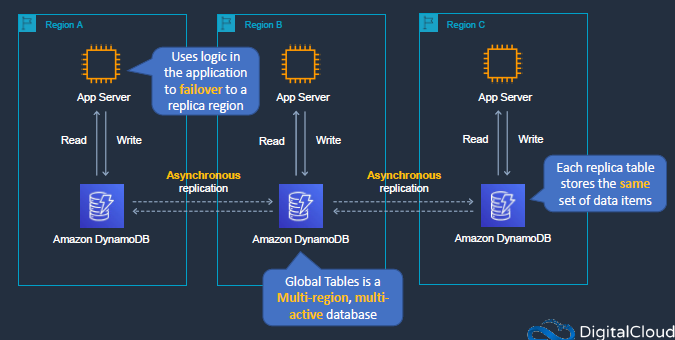 Region A
Region B
Region C
Uses logic in
the application
to failover to a
replica region
App Server
App Server
App Server
Read
Write
Read
Write
Read
Write
Asynchronous
replication
Asynchronous
replication
Each replica table
stores the same
set of data items
Amazon DynamoDB
Amazon DynamoDB
Amazon DynamoDB
Global Tables is a
Multi-region, multi-
active database
DigitalCloud